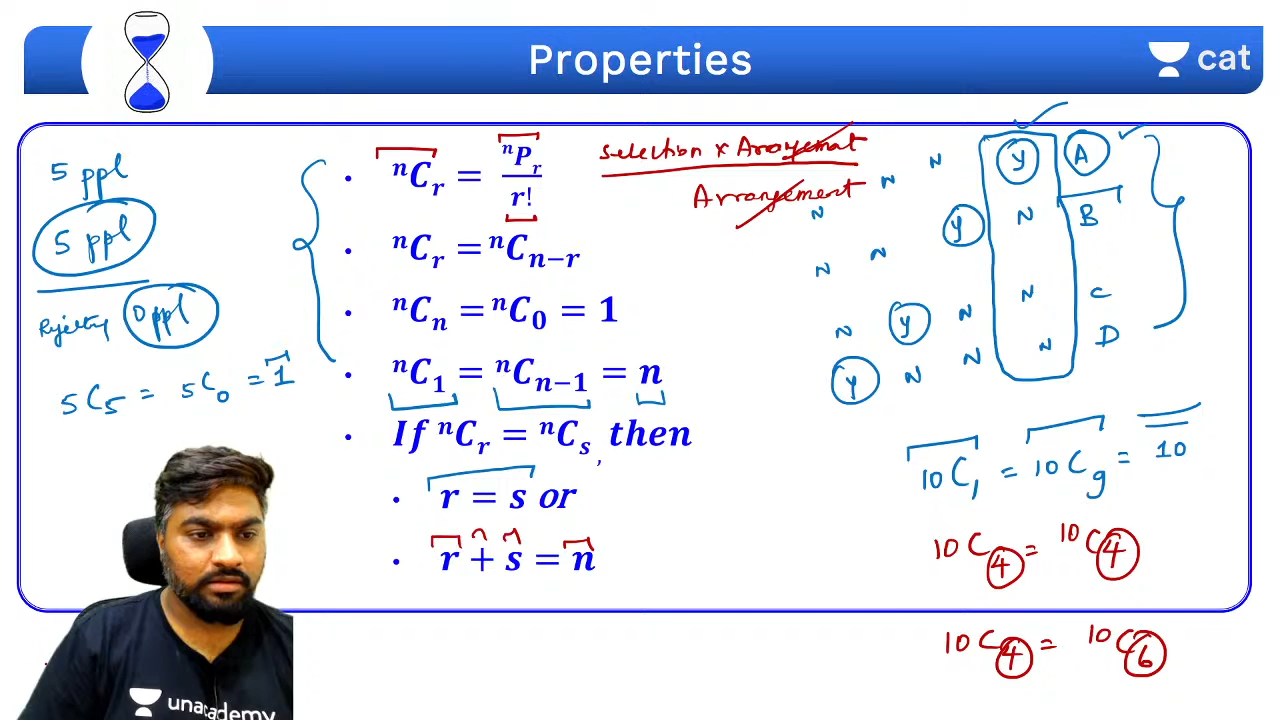 Properties
cat
5 ppl
5 ppl
Rejecting 0 ppl
5C5 = 5C0 = 1
• ⁿCᵣ = ⁿPᵣ / r!
selection x Arrangement
Arrangement
• ⁿCᵣ = ⁿCₙ₋ᵣ
• ⁿCₙ = ⁿC₀ = 1
• ⁿC₁ = ⁿCₙ₋₁ = n
• If ⁿCᵣ = ⁿCₛ, then
• r = s or
• r + s = n
N N N Y A
N N Y N B
N Y N N C
Y N N N D
10C1 = 10C9 = 10
10C4 = 10C4
10C4 = 10C6
unacademy